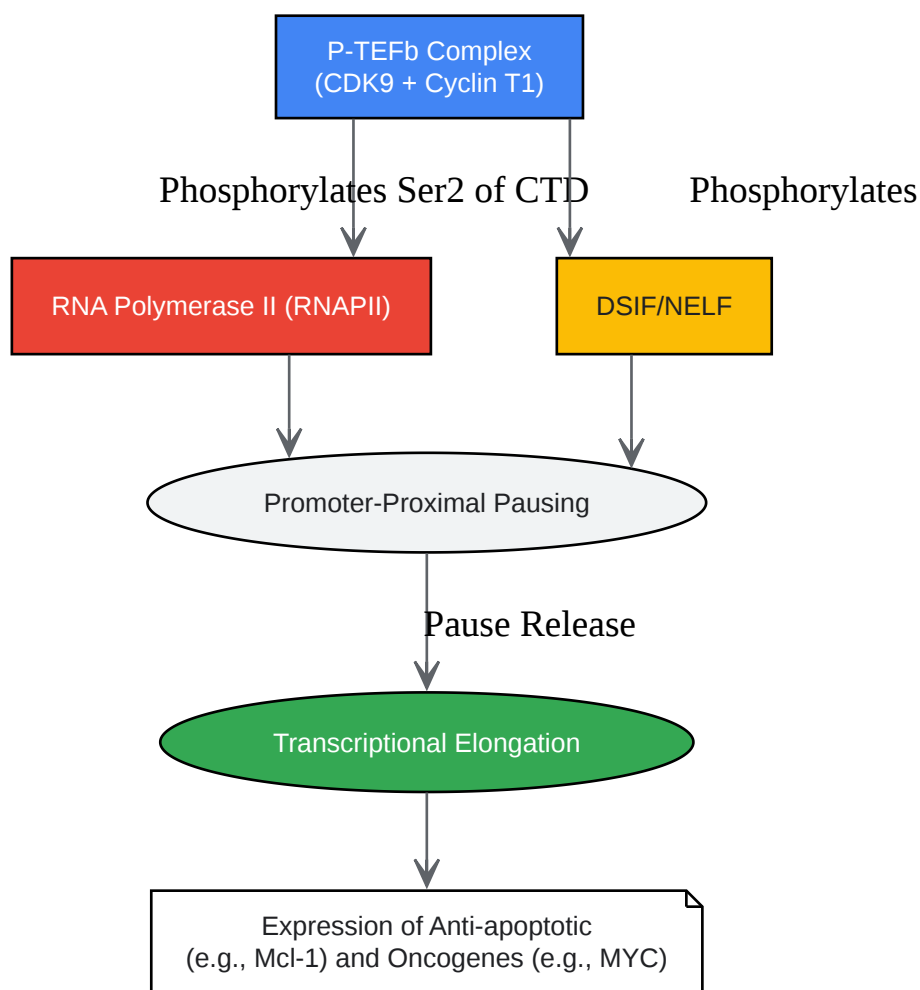 P-TEFb Complex
(CDK9 + Cyclin T1)
Phosphorylates Ser2 of CTD
Phosphorylates
RNA Polymerase II (RNAPII)
DSIF/NELF
Promoter-Proximal Pausing
Pause Release
Transcriptional Elongation
Expression of Anti-apoptotic
(e.g., Mcl-1) and Oncogenes (e.g., MYC)